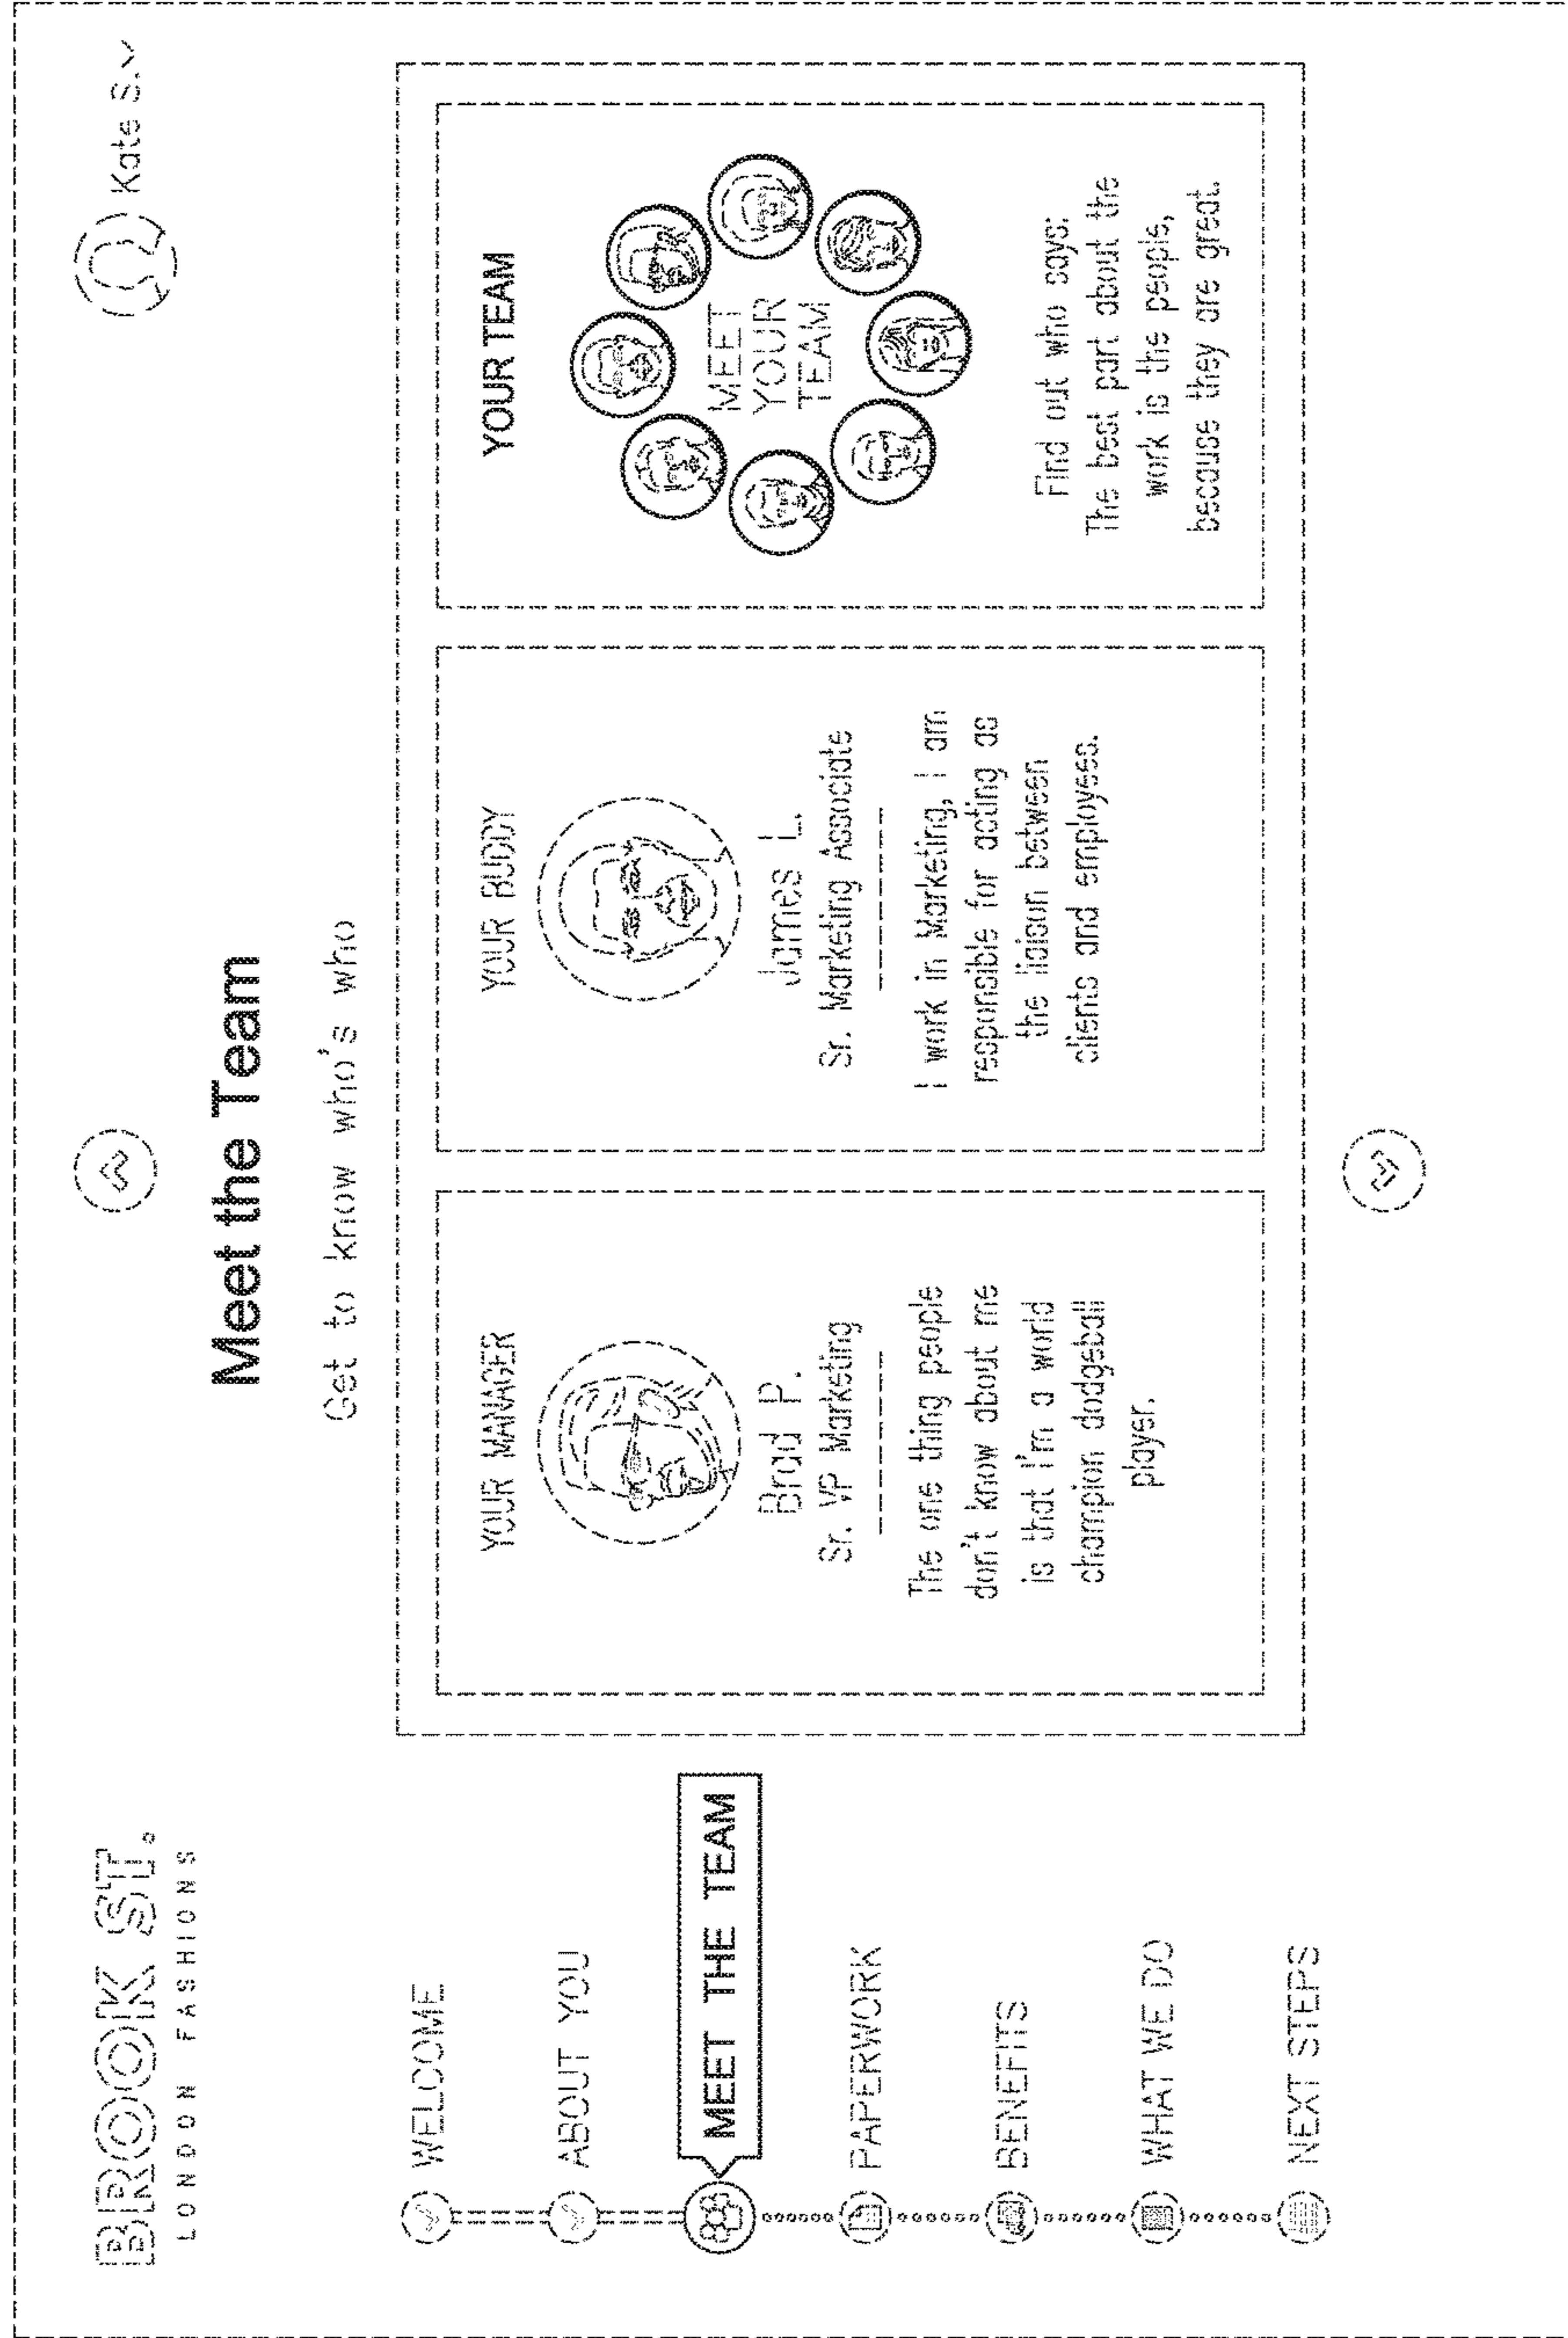 BROOK ST.
LONDON FASHIONS
Kate S.
WELCOME
ABOUT YOU
MEET THE TEAM
PAPERWORK
BENEFITS
WHAT WE DO
NEXT STEPS
Meet the Team
Get to know who's who
YOUR MANAGER
Brad P.
Sr. VP Marketing
The one thing people
don't know about me
is that I'm a world
champion dodgeball
player.
YOUR BUDDY
James L.
Sr. Marketing Associate
I work in Marketing, I am
responsible for acting as
the liaison between
clients and employees.
YOUR TEAM
MEET
YOUR
TEAM
Find out who says:
The best part about the
work is the people,
because they are great.